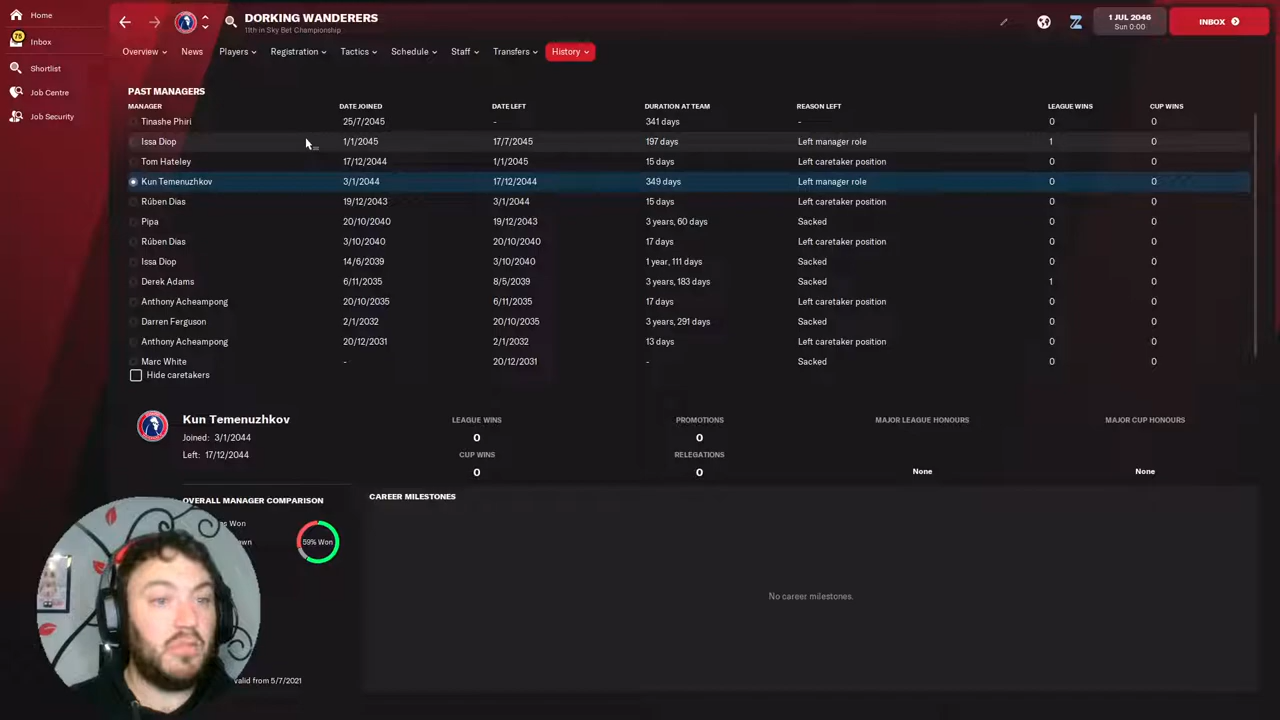 Home
DORKING WANDERERS
11th in Sky Bet Championship
1 JUL 2046
Sun 0:00
INBOX
75
Inbox
Overview News Players Registration Tactics Schedule Staff Transfers History
Shortlist
Job Centre
Job Security
PAST MANAGERS
MANAGER DATE JOINED DATE LEFT DURATION AT TEAM REASON LEFT LEAGUE WINS CUP WINS
Tinashe Phiri 25/7/2045 - 341 days - 0 0
Issa Diop 1/1/2045 17/7/2045 197 days Left manager role 1 0
Tom Hateley 17/12/2044 1/1/2045 15 days Left caretaker position 0 0
Kun Temenuzhkov 3/1/2044 17/12/2044 349 days Left manager role 0 0
Rúben Dias 19/12/2043 3/1/2044 15 days Left caretaker position 0 0
Pipa 20/10/2040 19/12/2043 3 years, 60 days Sacked 0 0
Rúben Dias 3/10/2040 20/10/2040 17 days Left caretaker position 0 0
Issa Diop 14/6/2039 3/10/2040 1 year, 111 days Sacked 0 0
Derek Adams 6/11/2035 8/5/2039 3 years, 183 days Sacked 1 0
Anthony Acheampong 20/10/2035 6/11/2035 17 days Left caretaker position 0 0
Darren Ferguson 2/1/2032 20/10/2035 3 years, 291 days Sacked 0 0
Anthony Acheampong 20/12/2031 2/1/2032 13 days Left caretaker position 0 0
Marc White - 20/12/2031 - Sacked 0 0
Hide caretakers
Kun Temenuzhkov
Joined: 3/1/2044
Left: 17/12/2044
LEAGUE WINS
0
CUP WINS
0
PROMOTIONS
0
RELEGATIONS
0
MAJOR LEAGUE HONOURS
None
MAJOR CUP HONOURS
None
OVERALL MANAGER COMPARISON
Won
59% Won
valid from 5/7/2021
CAREER MILESTONES
No career milestones.